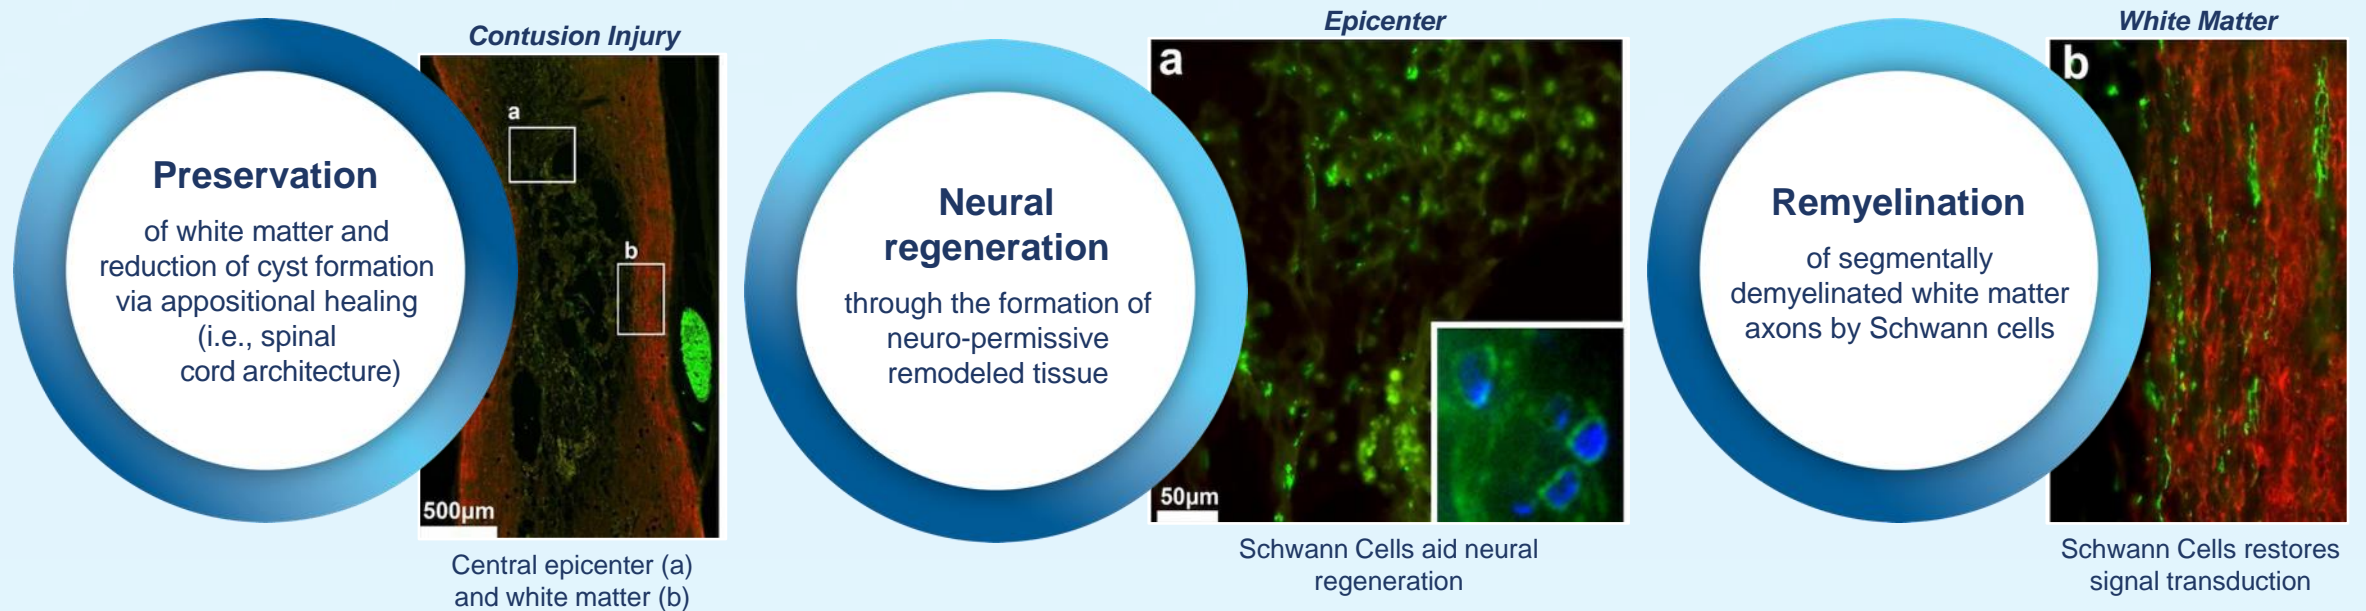 Contusion Injury
Preservation
of white matter and
reduction of cyst formation
via appositional healing
(i.e., spinal
cord architecture)
a
b
500µm
Central epicenter (a)
and white matter (b)
Epicenter
Neural
regeneration
through the formation of
neuro-permissive
remodeled tissue
a
50µm
Schwann Cells aid neural
regeneration
White Matter
Remyelination
of segmentally
demyelinated white matter
axons by Schwann cells
b
Schwann Cells restores
signal transduction